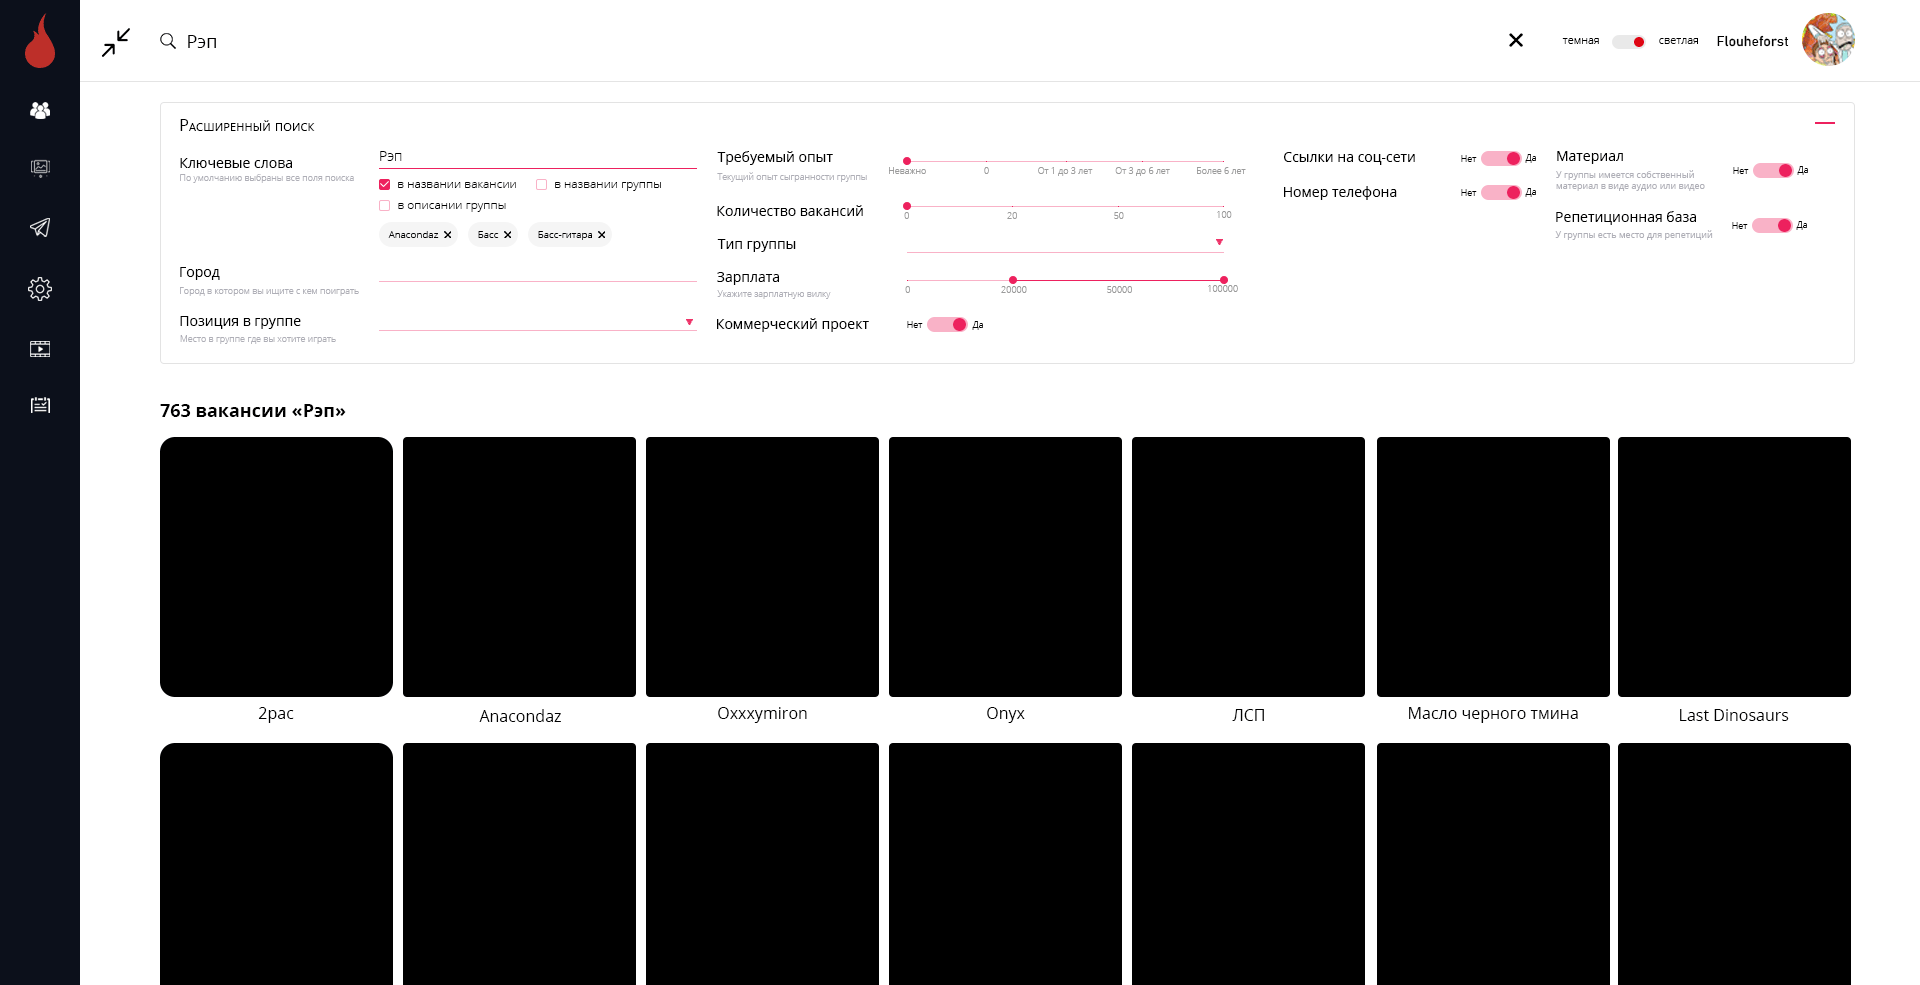 Рэп
темная
светлая
Flouheforst
Расширенный поиск
Ключевые слова
По умолчанию выбраны все поля поиска
Рэп
в названии вакансии
в названии группы
в описании группы
Anacondaz
Басс
Басс-гитара
Город
Город в котором вы ищите с кем поиграть
Позиция в группе
Место в группе где вы хотите играть
Требуемый опыт
Текущий опыт сыгранности группы
Неважно
0
От 1 до 3 лет
От 3 до 6 лет
Более 6 лет
Количество вакансий
0
20
50
100
Тип группы
Зарплата
Укажите зарплатную вилку
0
20000
50000
100000
Коммерческий проект
Нет
Да
Ссылки на соц-сети
Нет
Да
Номер телефона
Нет
Да
Материал
У группы имеется собственный
материал в виде аудио или видео
Нет
Да
Репетиционная база
У группы есть место для репетиций
Нет
Да
763 вакансии «Рэп»
2pac
Anacondaz
Oxxxymiron
Onyx
ЛСП
Масло черного тмина
Last Dinosaurs